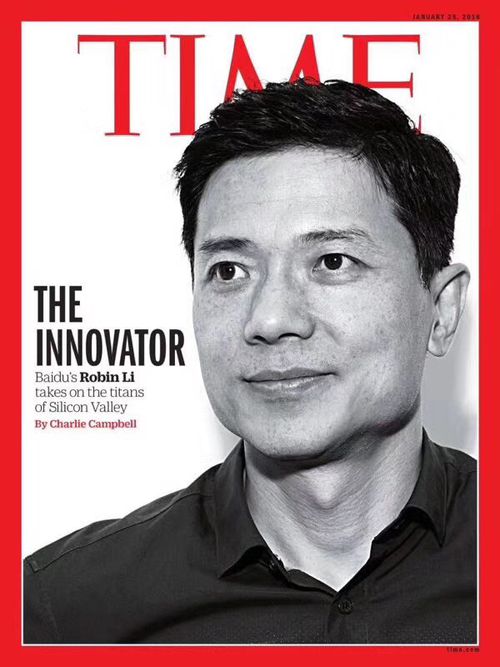 JANUARY 29, 2018
TIME
THE
INNOVATOR
Baidu's Robin Li
takes on the titans
of Silicon Valley
By Charlie Campbell
time.com